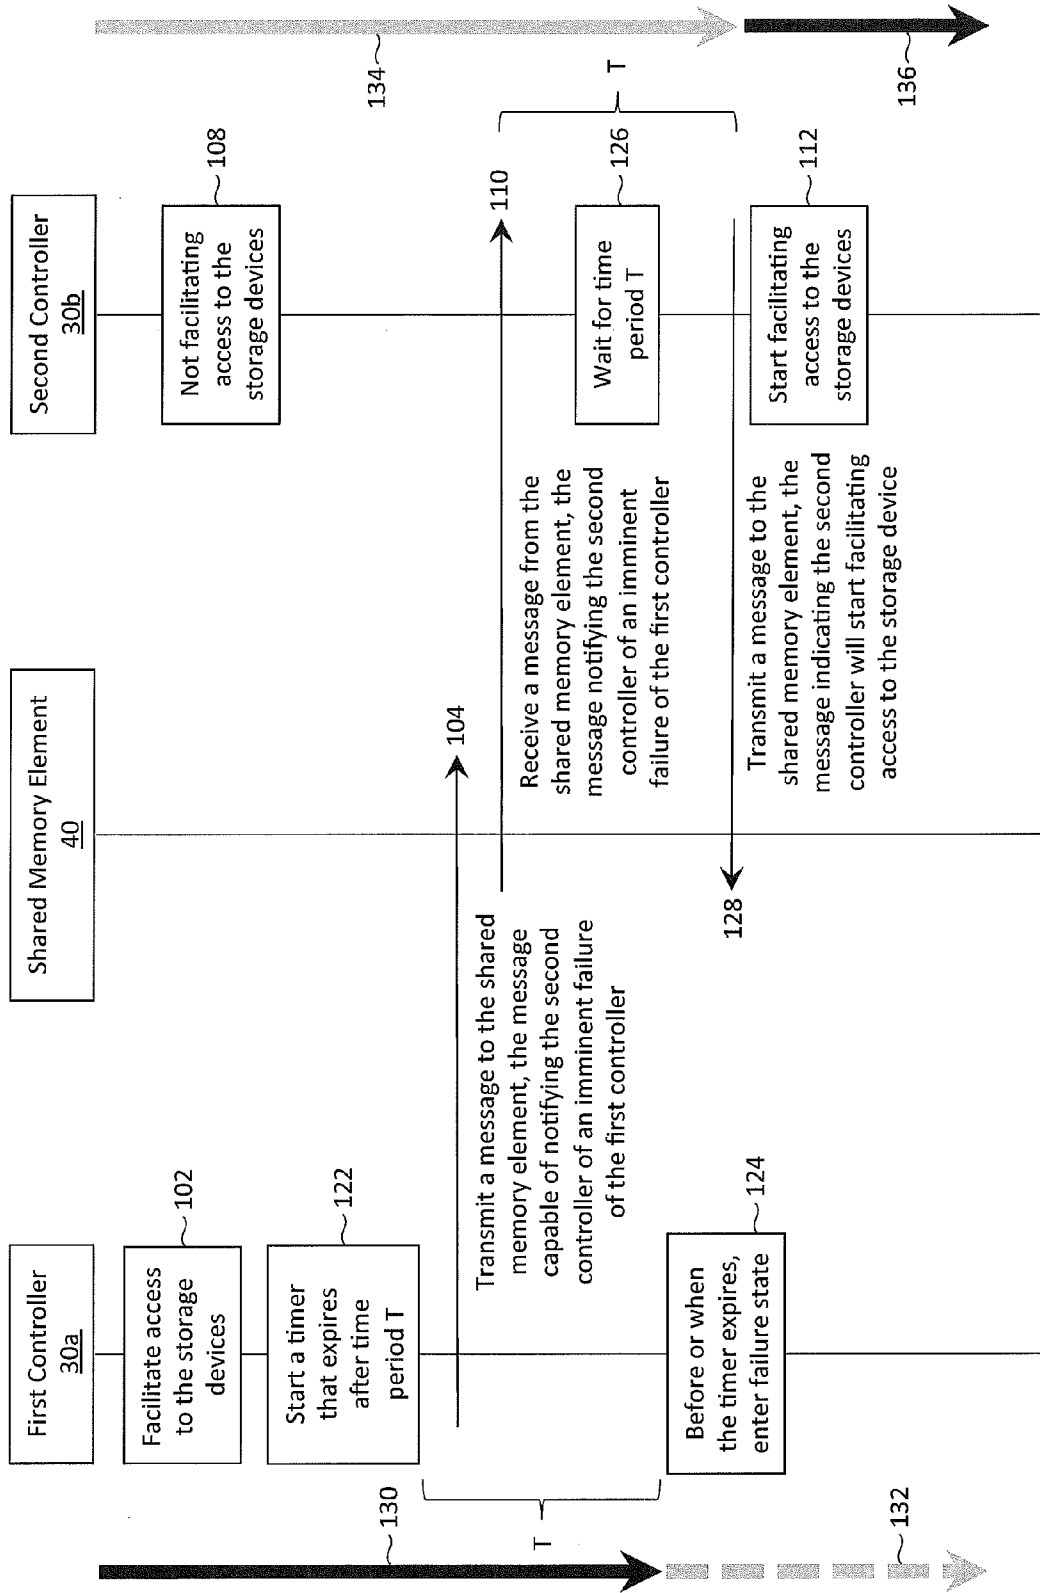 First Controller
30a
Shared Memory Element
40
Second Controller
30b
Facilitate access
to the storage
devices
102
Not facilitating
access to the
storage devices
108
Start a timer
that expires
after time
period T
122
104
Transmit a message to the shared
memory element, the message
capable of notifying the second
controller of an imminent failure
of the first controller
110
Receive a message from the
shared memory element, the
message notifying the second
controller of an imminent
failure of the first controller
Wait for time
period T
126
Before or when
the timer expires,
enter failure state
124
128
Transmit a message to the
shared memory element, the
message indicating the second
controller will start facilitating
access to the storage device
Start facilitating
access to the
storage devices
112
130
T
132
134
T
136